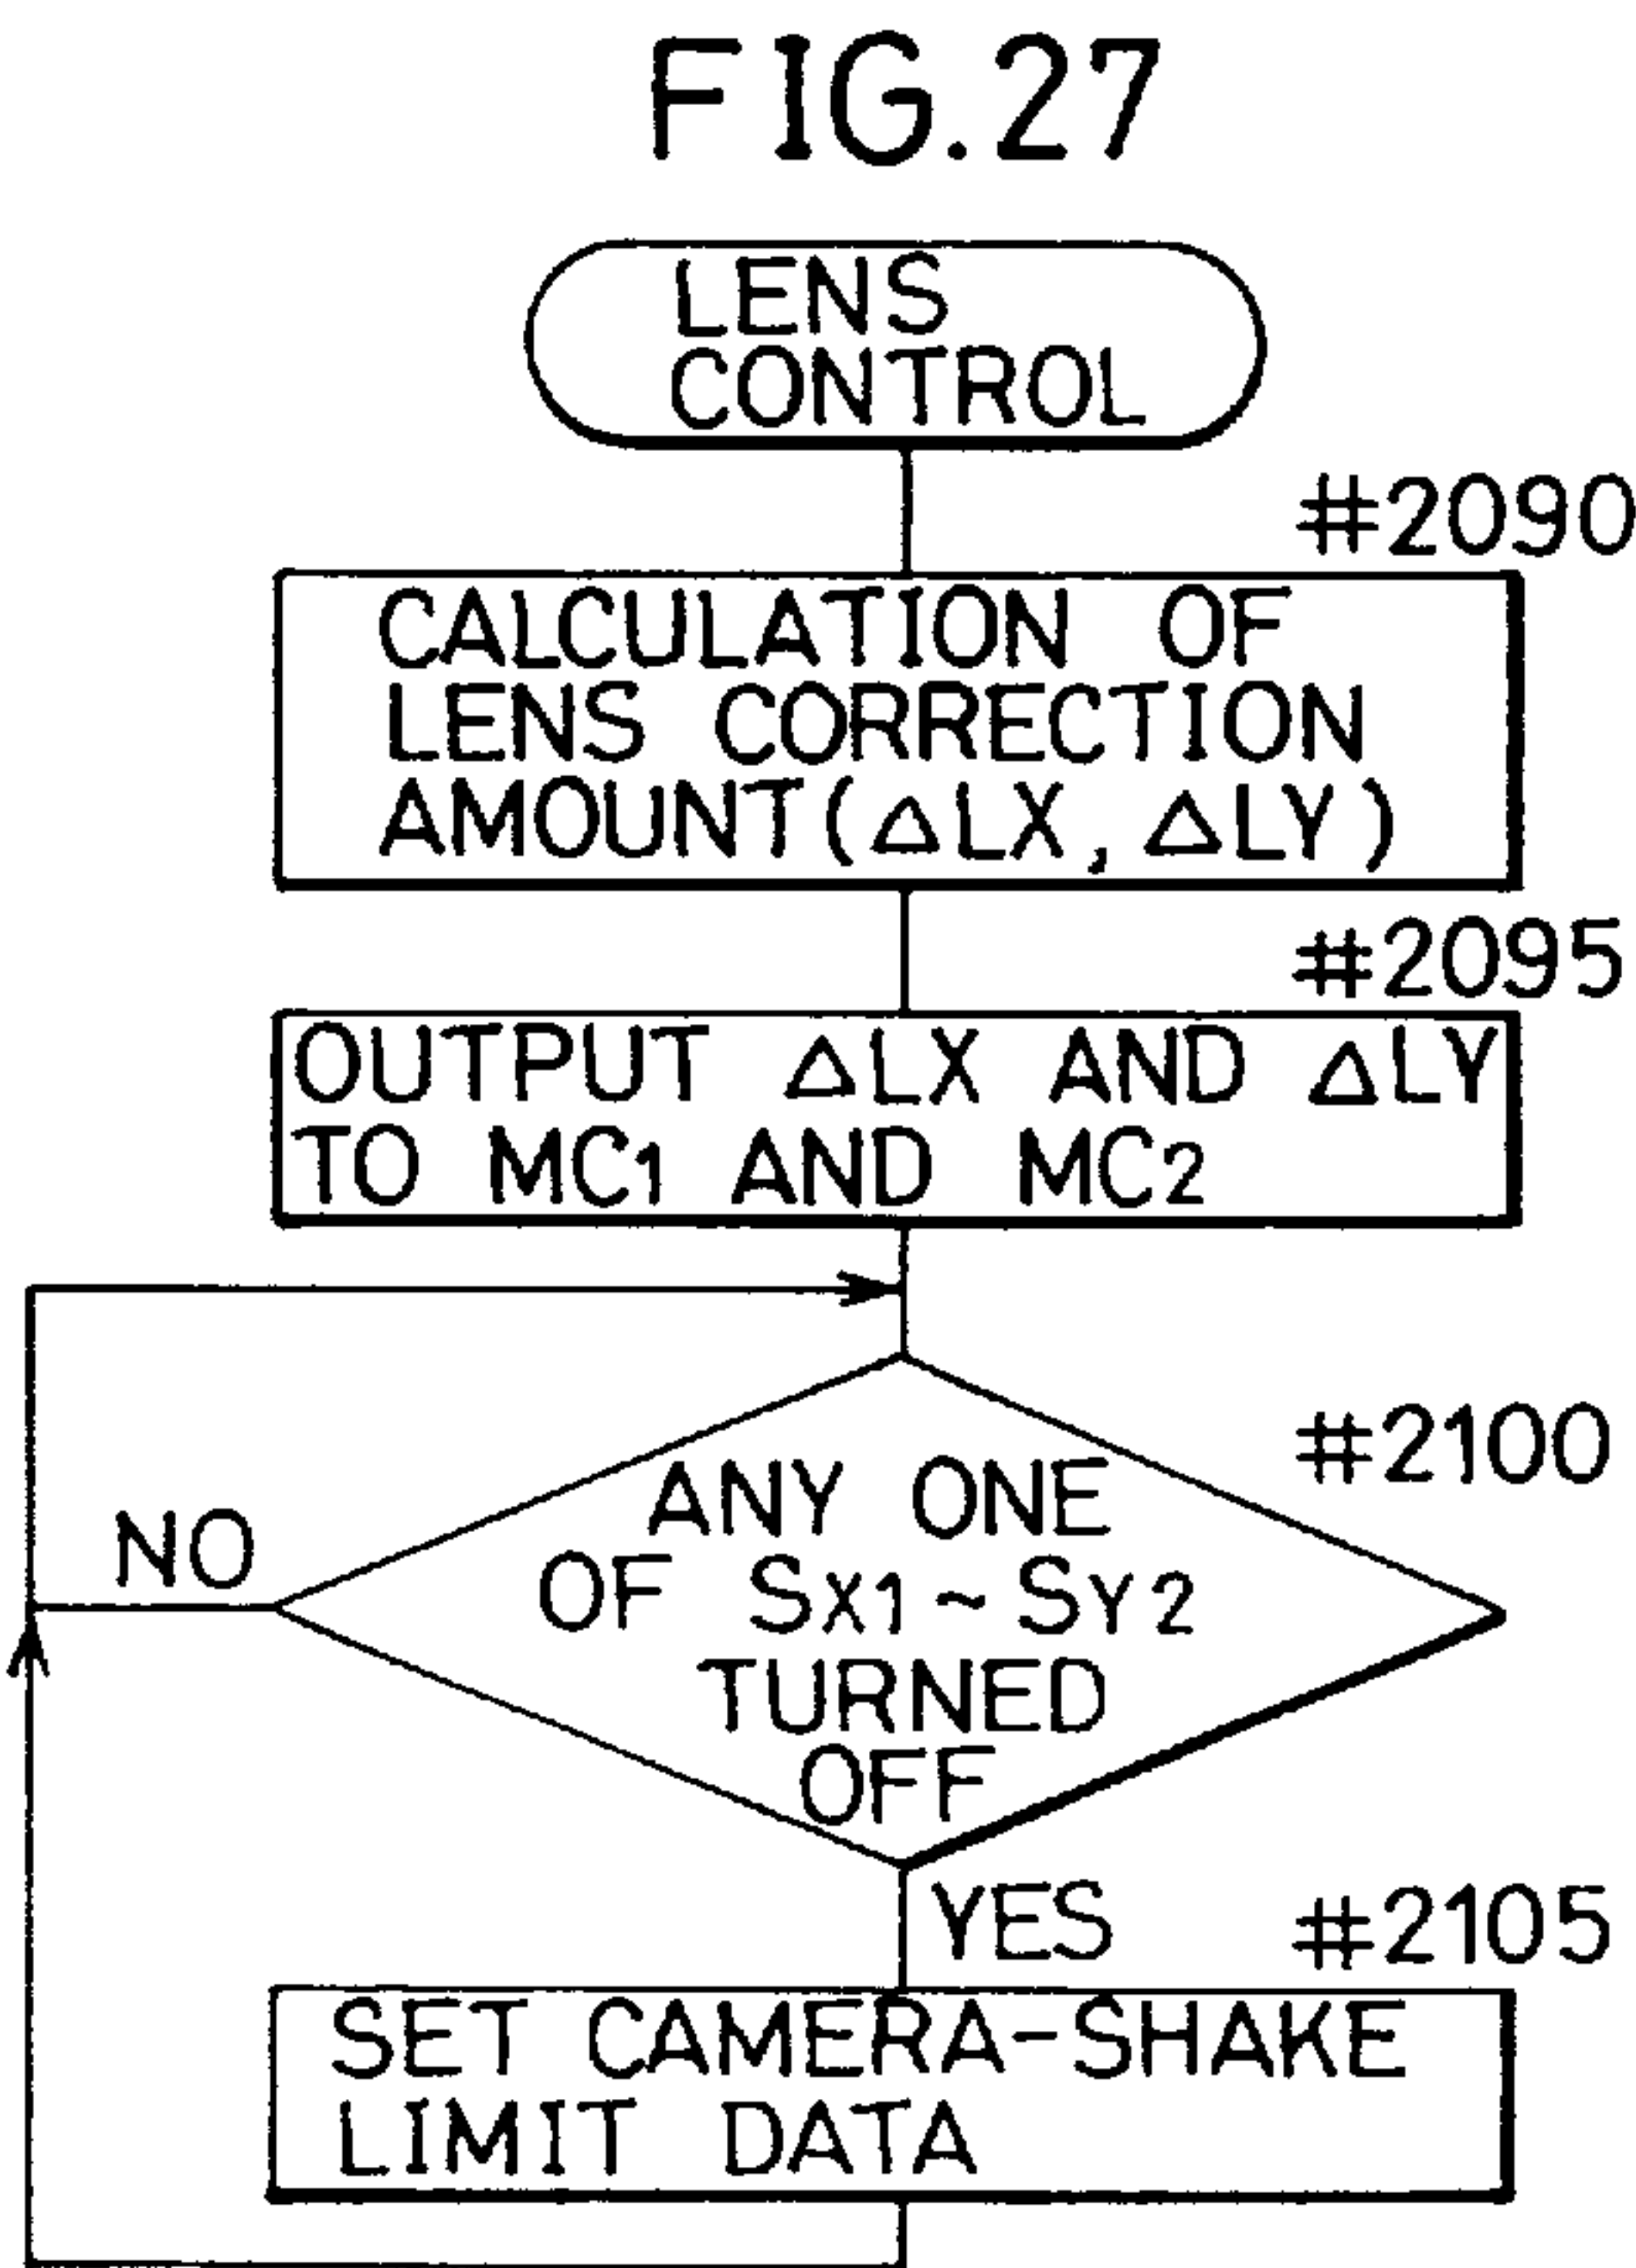 FIG.27
LENS
CONTROL
#2090
CALCULATION OF
LENS CORRECTION
AMOUNT(ΔLX, ΔLY)
#2095
OUTPUT ΔLX AND ΔLY
TO MC1 AND MC2
#2100
ANY ONE
OF SX1~SY2
TURNED
OFF
NO
YES
#2105
SET CAMERA-SHAKE
LIMIT DATA